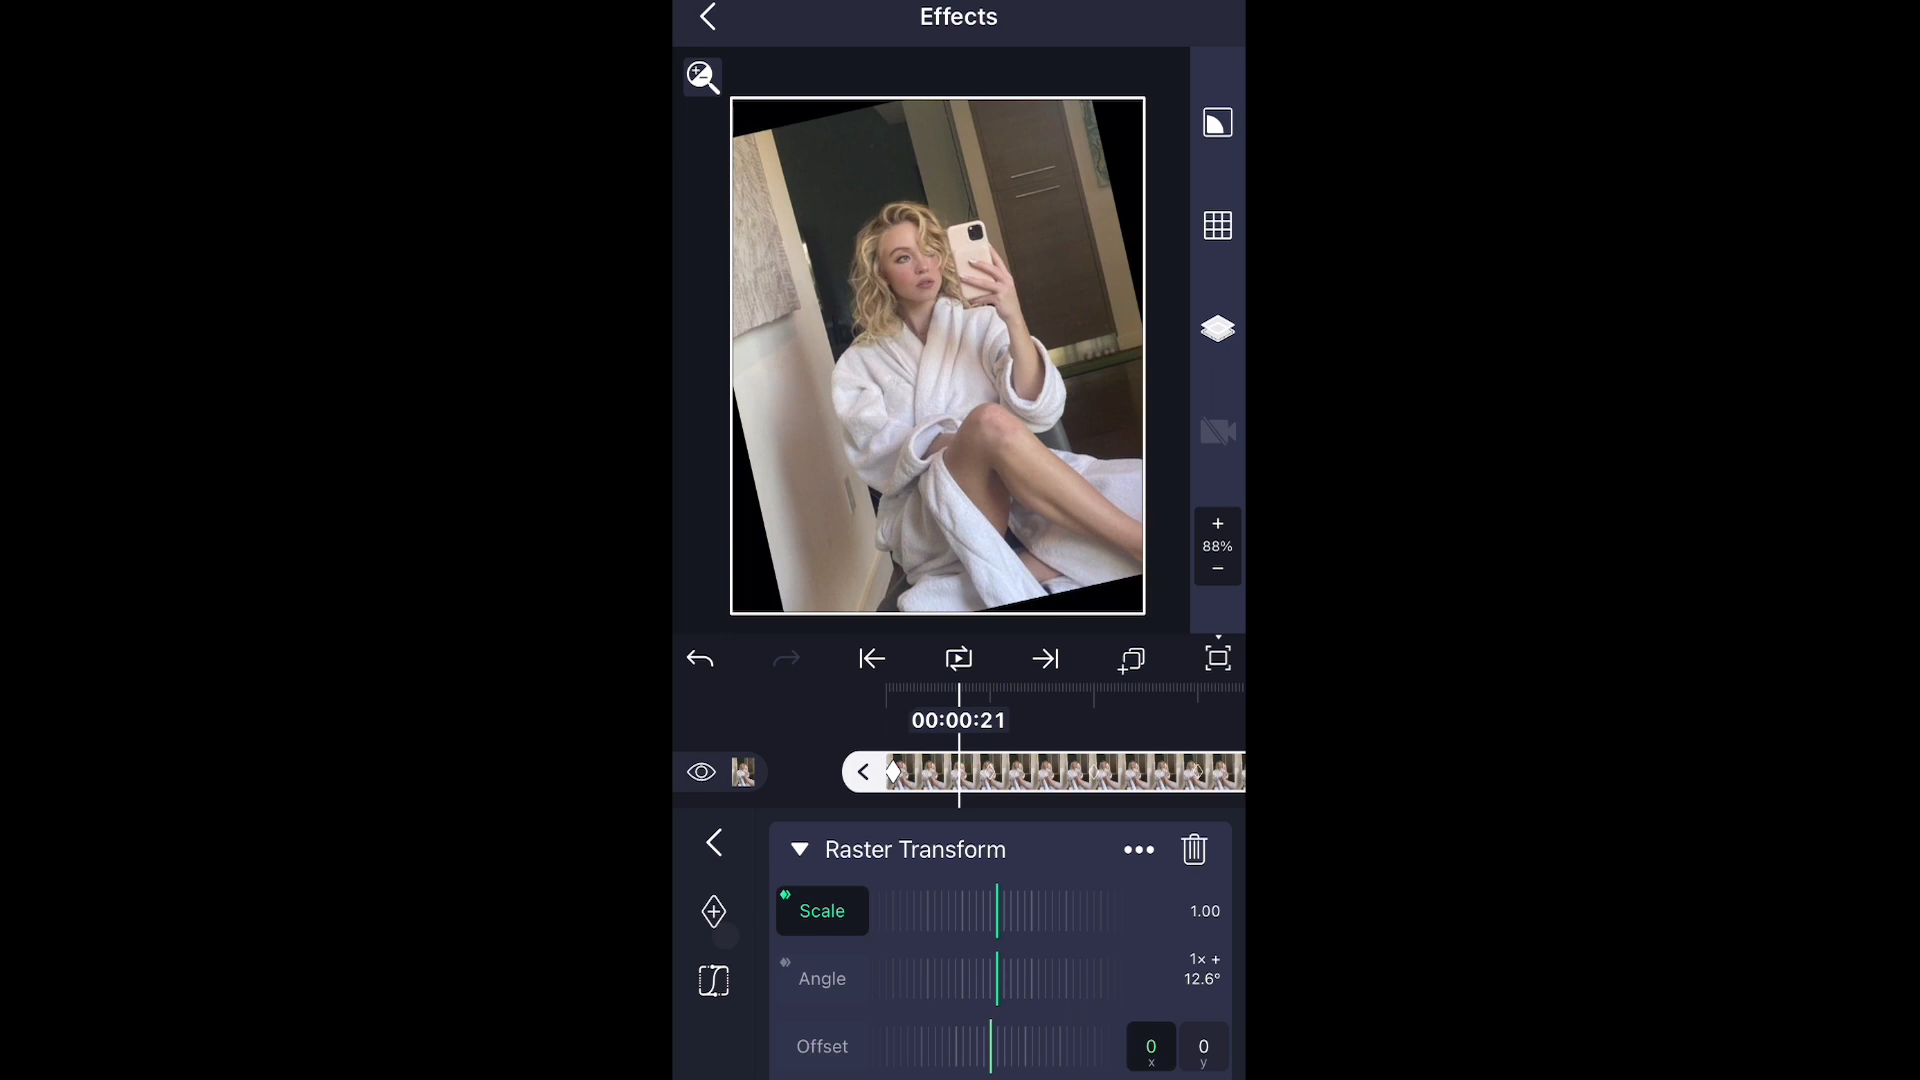 Effects
88%
00:00:21
Raster Transform
Scale
1.00
Angle
1x +
12.6°
Offset
0
x
0
y